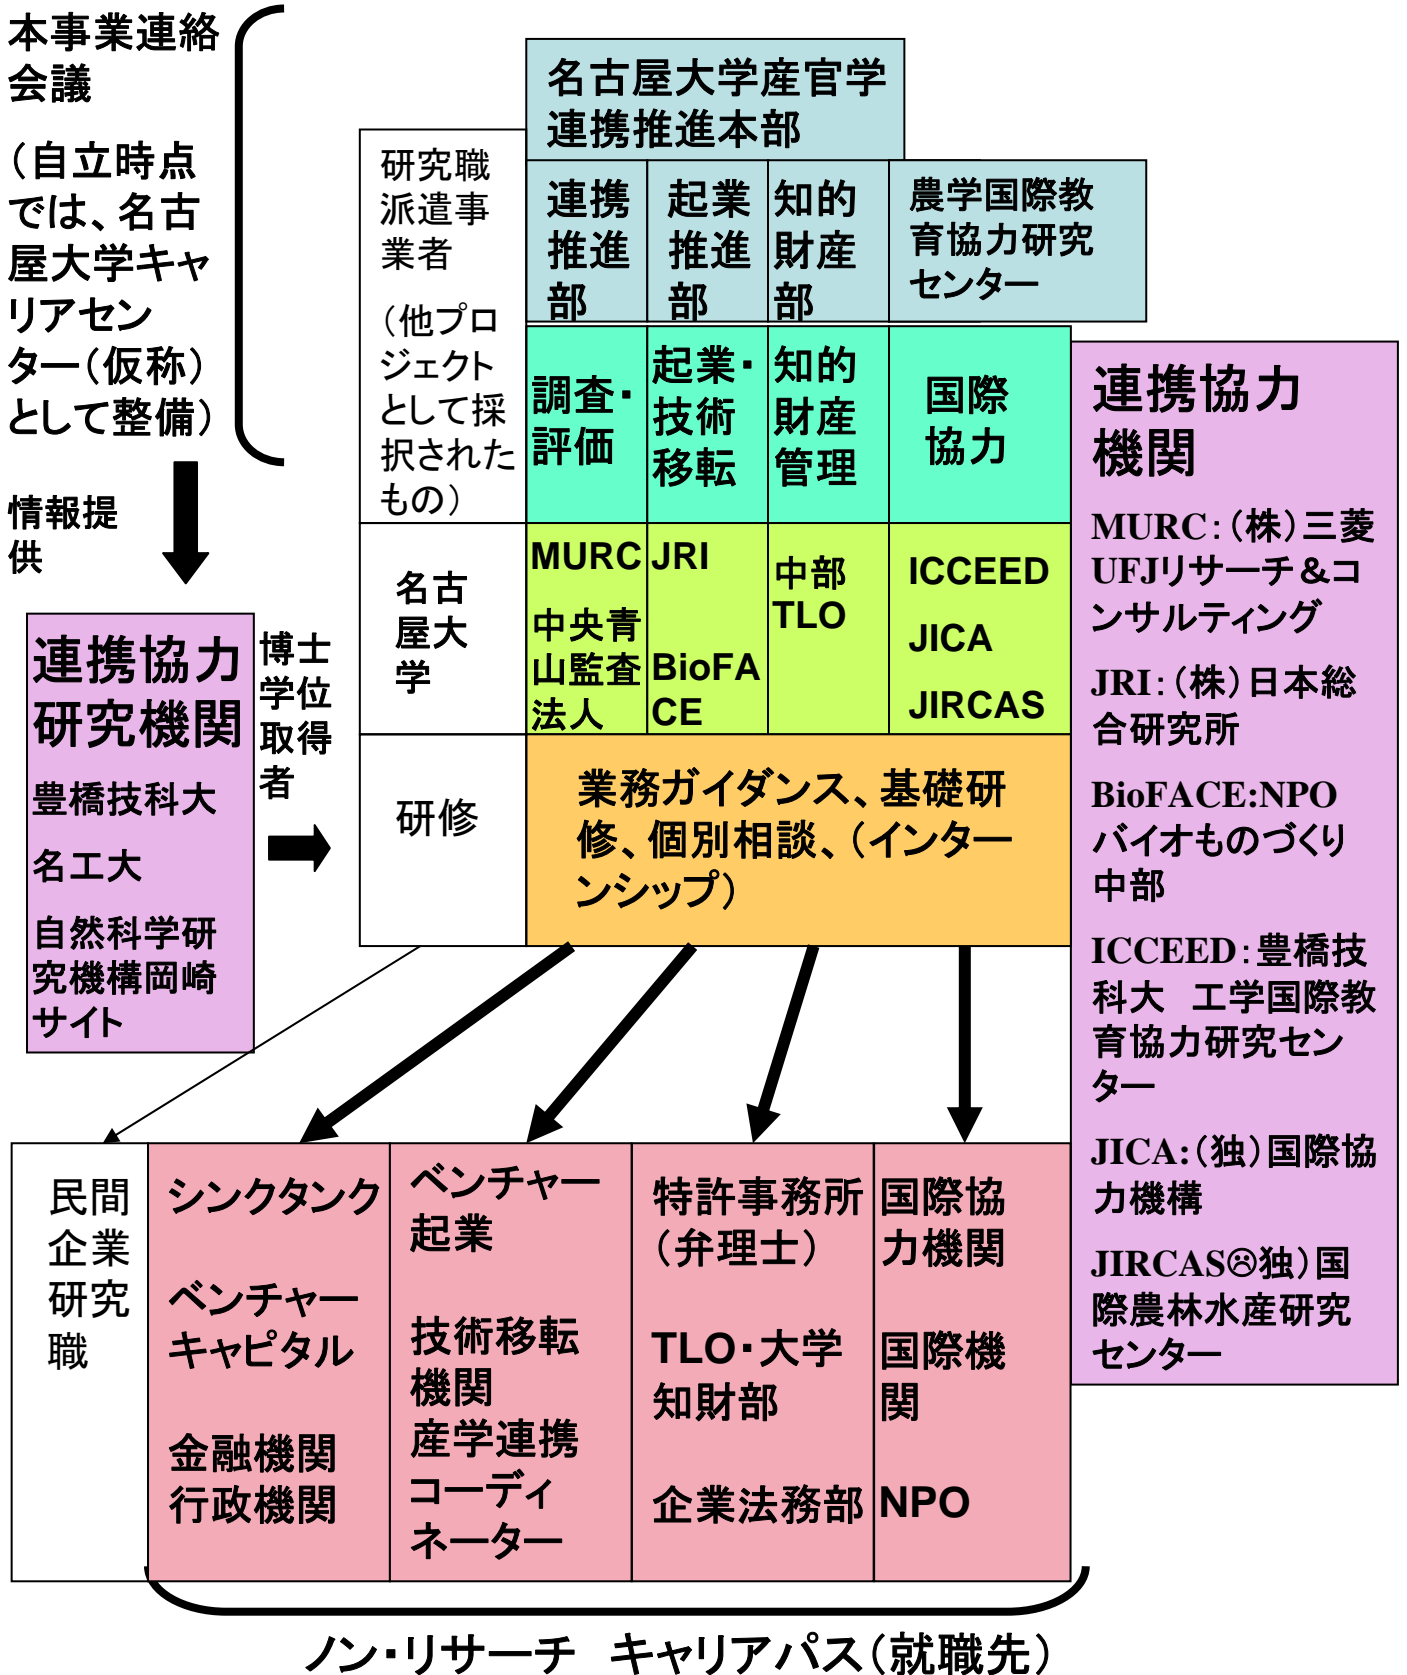 本事業連絡
会議
（自立時点
では、名古
屋大学キャ
リアセン
ター（仮称）
として整備）
情報提
供
連携協力
研究機関
豊橋技科大
名工大
自然科学研
究機構岡崎
サイト
博士
学位
取得
者
名古屋大学産官学
連携推進本部
研究職
派遣事
業者
（他プロ
ジェクト
として採
択された
もの）
連携
推進
部
起業
推進
部
知的
財産
部
農学国際教
育協力研究
センター
調査・
評価
起業・
技術
移転
知的
財産
管理
国際
協力
名古
屋大
学
MURC
中央青
山監査
法人
JRI
BioFA
CE
中部
TLO
ICCEED
JICA
JIRCAS
研修
業務ガイダンス、基礎研
修、個別相談、（インター
ンシップ）
連携協力
機関
MURC：（株）三菱
UFJリサーチ＆コ
ンサルティング
JRI：（株）日本総
合研究所
BioFACE:NPO
バイオものづくり
中部
ICCEED：豊橋技
科大　工学国際教
育協力研究セン
ター
JICA:（独）国際協
力機構
JIRCAS☹独）国
際農林水産研究
センター
民間
企業
研究
職
シンクタンク
ベンチャー
キャピタル
金融機関
行政機関
ベンチャー
起業
技術移転
機関
産学連携
コーディ
ネーター
特許事務所
（弁理士）
TLO・大学
知財部
企業法務部
国際協
力機関
国際機
関
NPO
ノン・リサーチ　キャリアパス（就職先）